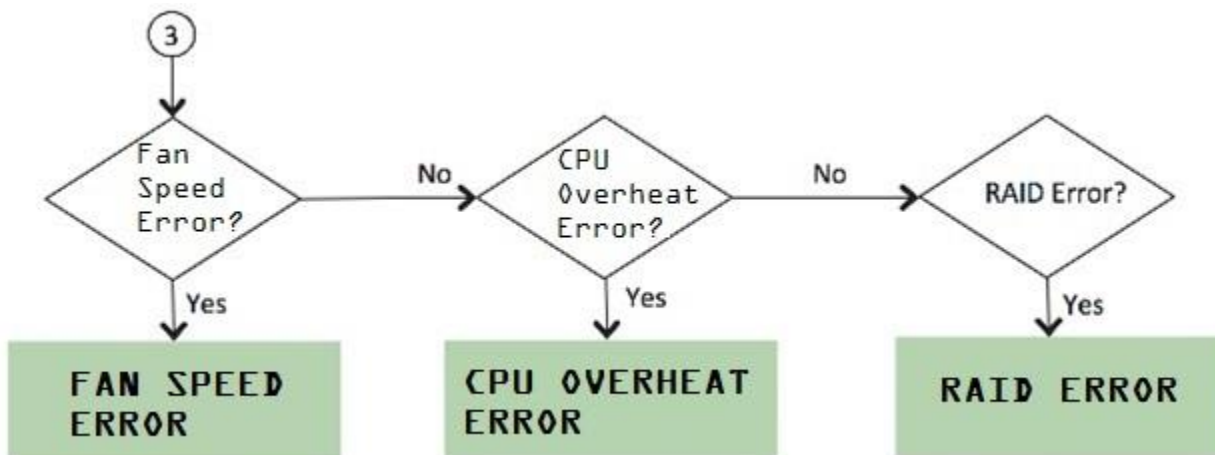 3
Fan
Speed
Error?
No
CPU
Overheat
Error?
No
RAID Error?
Yes
Yes
Yes
FAN SPEED
ERROR
CPU OVERHEAT
ERROR
RAID ERROR